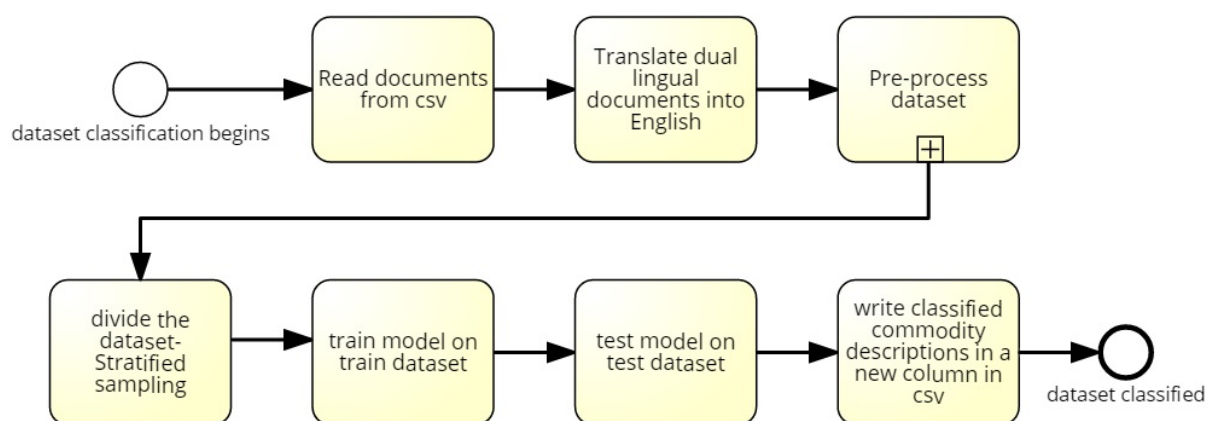 Read documents
from csv
Translate dual
lingual
documents into
English
Pre-process
dataset
dataset classification begins
divide the
dataset-
Stratified
sampling
train model on
train dataset
test model on
test dataset
write classified
commodity
descriptions in a
new column in
csv
dataset classified